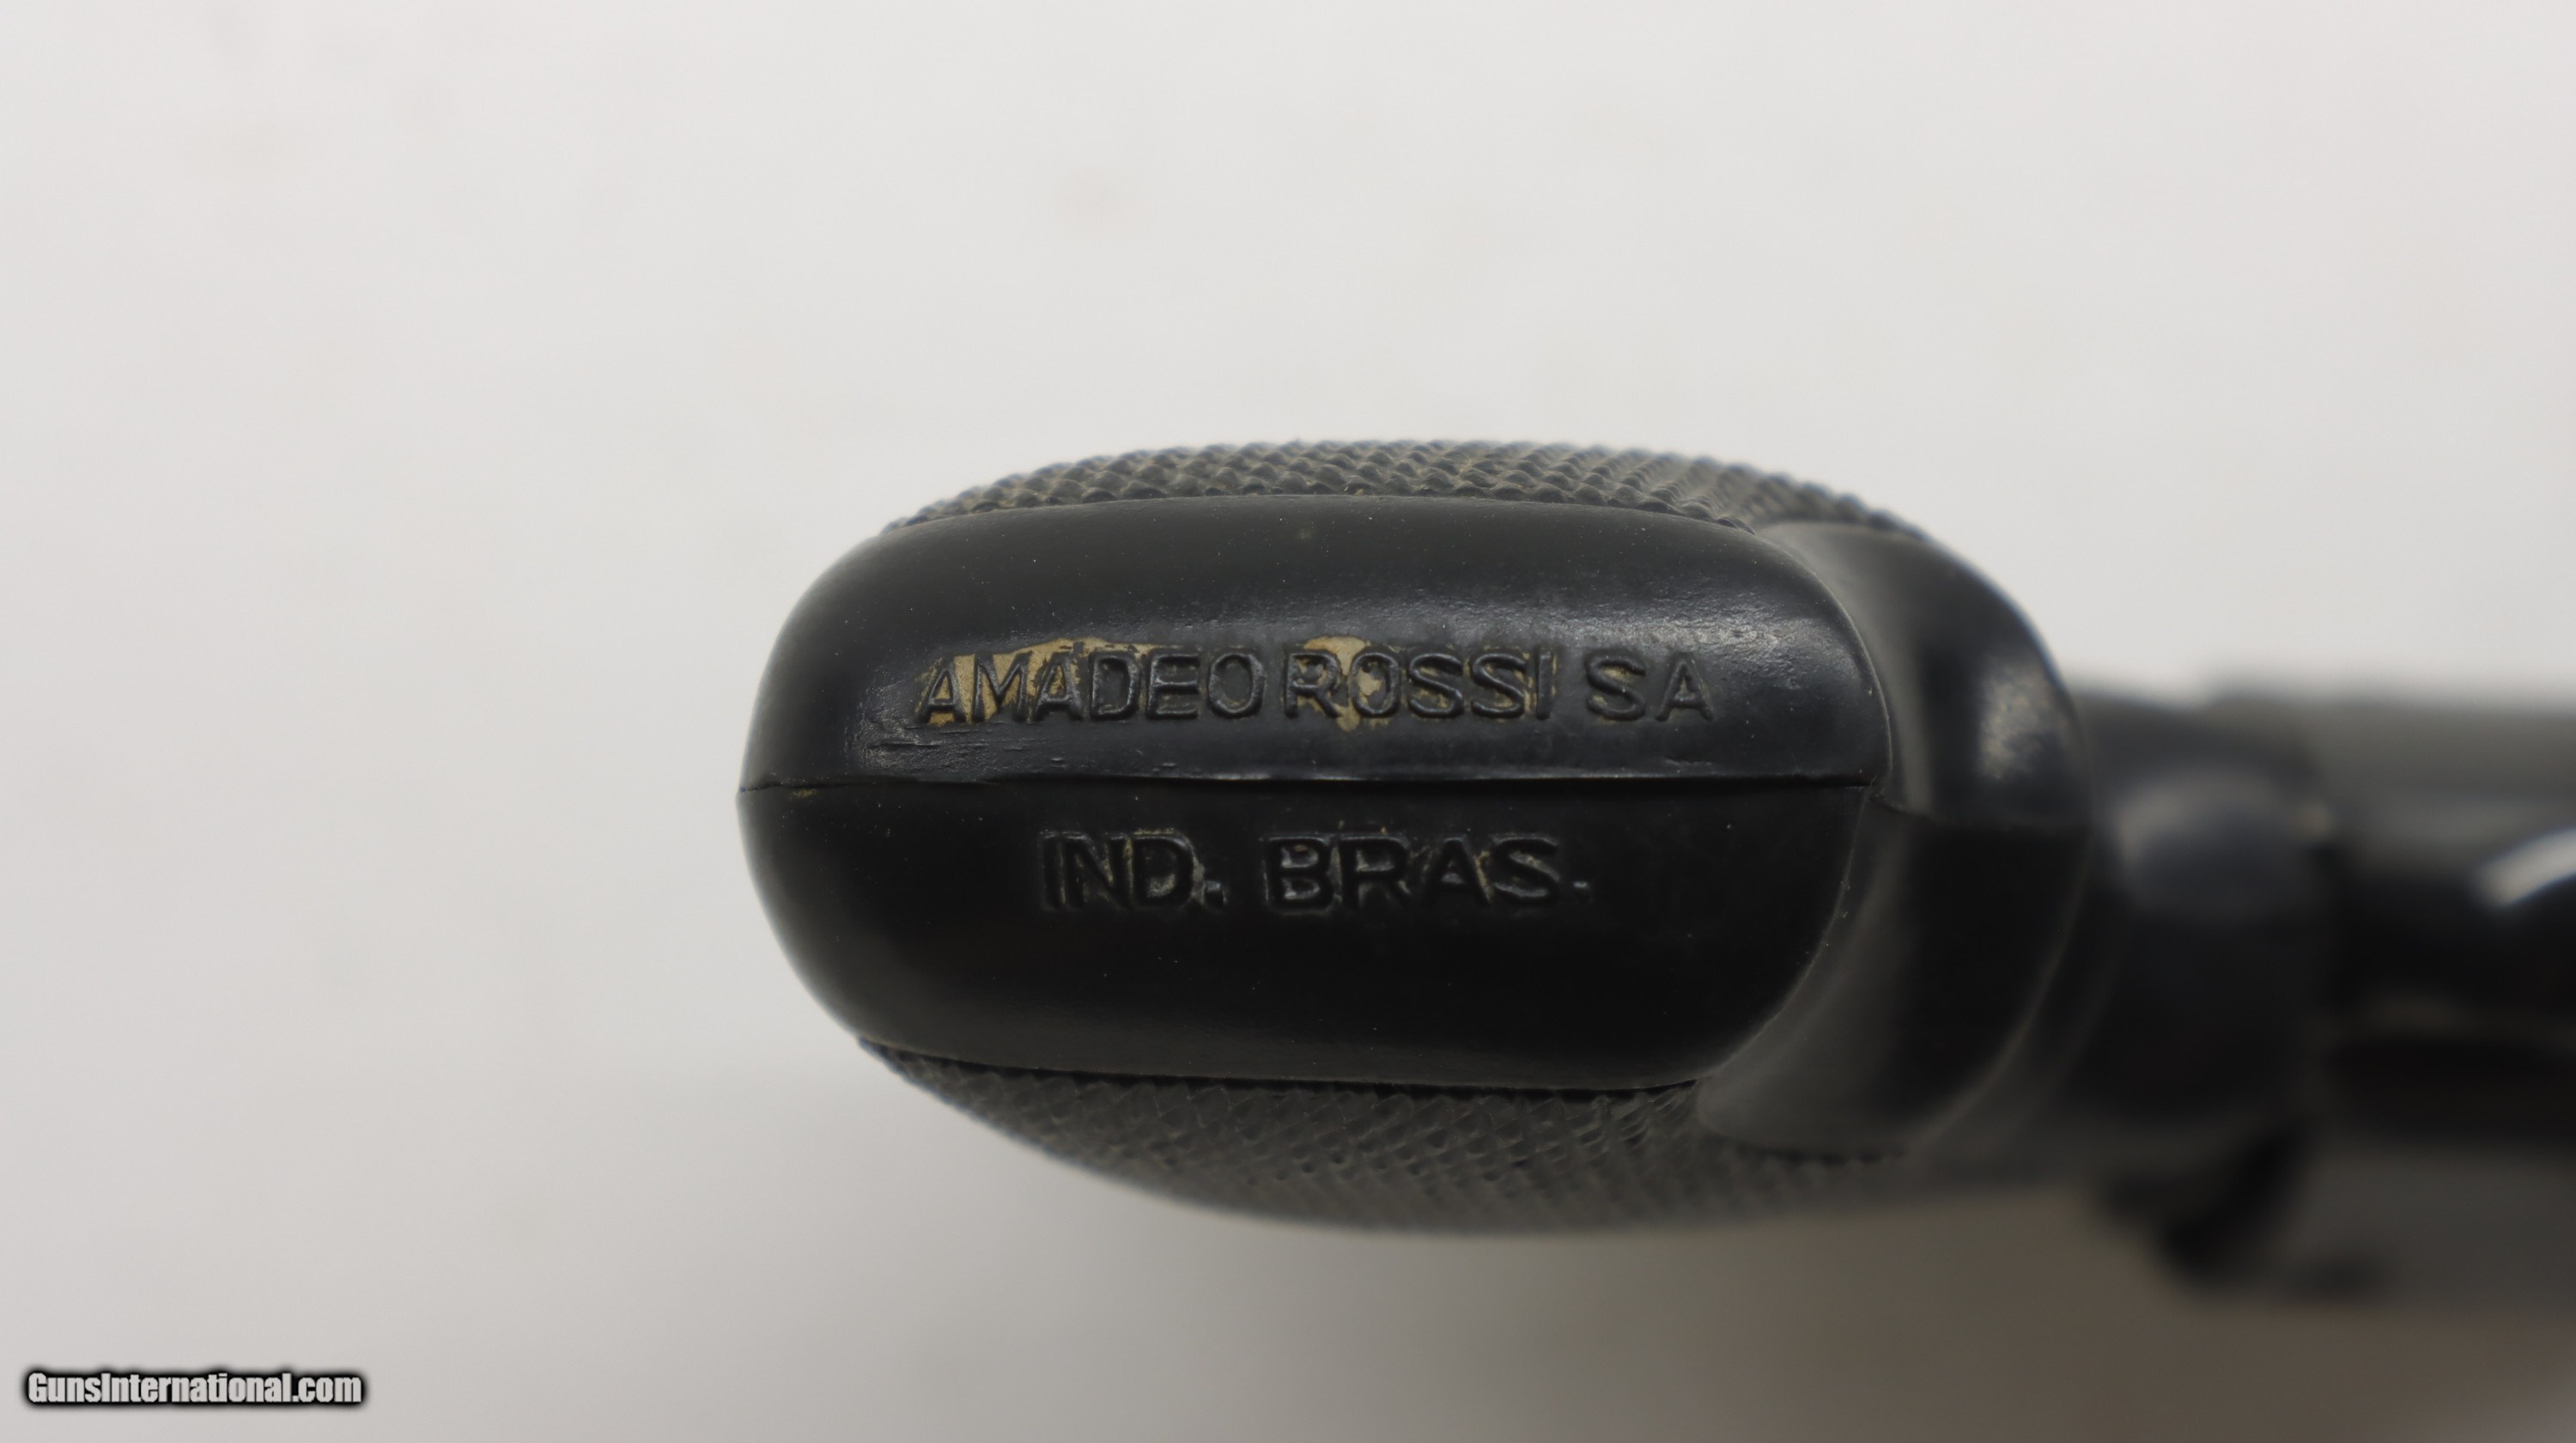 AMADEO ROSSI SA
IND. BRAS.
GunsInternational.com